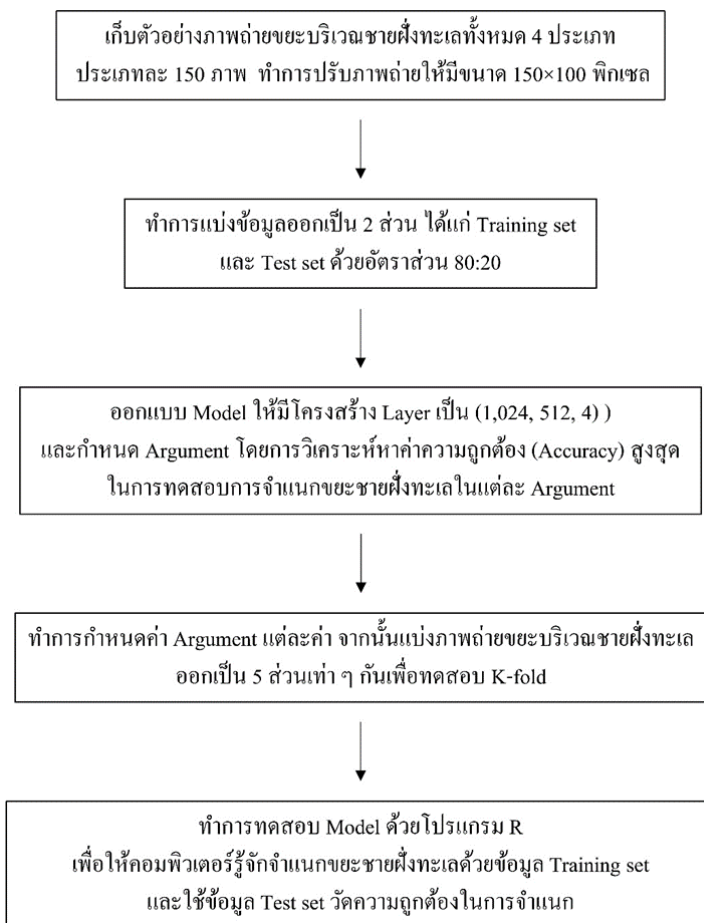 เก็บตัวอย่างภาพถ่ายขยะบริเวณชายฝั่งทะเลทั้งหมด 4 ประเภท
ประเภทละ 150 ภาพ ทำการปรับภาพถ่ายให้มีขนาด 150×100 พิกเซล
ทำการแบ่งข้อมูลออกเป็น 2 ส่วน ได้แก่ Training set
และ Test set ด้วยอัตราส่วน 80:20
ออกแบบ Model ให้มีโครงสร้าง Layer เป็น (1,024, 512, 4) )
และกำหนด Argument โดยการวิเคราะห์หาค่าความถูกต้อง (Accuracy) สูงสุด
ในการทดสอบการจำแนกขยะชายฝั่งทะเลในแต่ละ Argument
ทำการกำหนดค่า Argument แต่ละค่า จากนั้นแบ่งภาพถ่ายขยะบริเวณชายฝั่งทะเล
ออกเป็น 5 ส่วนเท่า ๆ กันเพื่อทดสอบ K-fold
ทำการทดสอบ Model ด้วยโปรแกรม R
เพื่อให้คอมพิวเตอร์รู้จักจำแนกขยะชายฝั่งทะเลด้วยข้อมูล Training set
และใช้ข้อมูล Test set วัดความถูกต้องในการจำแนก